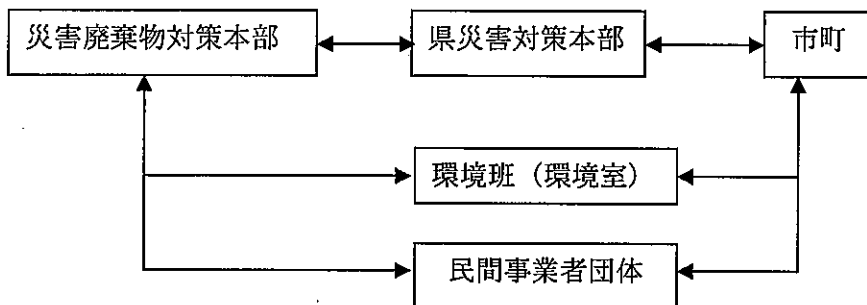 災害廃棄物対策本部
県災害対策本部
市町
環境班（環境室）
民間事業者団体